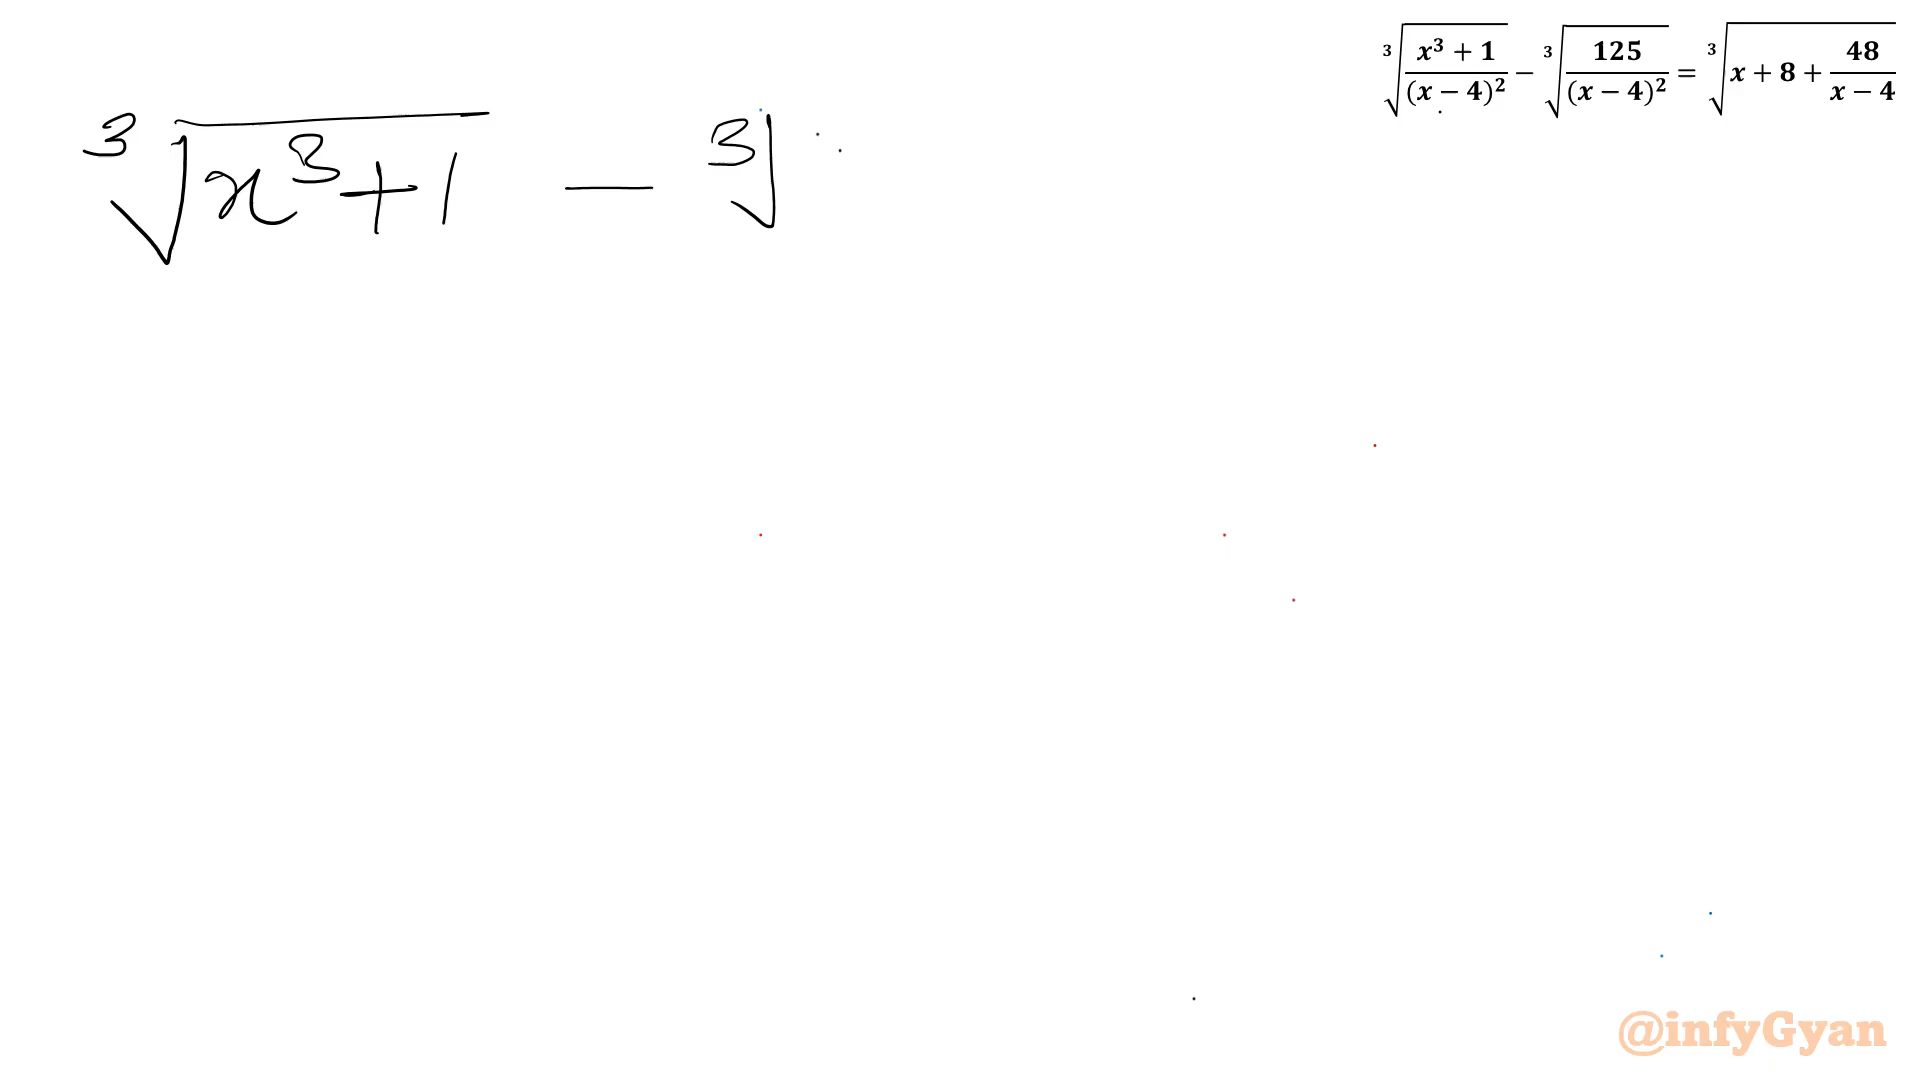 ∛((x³ + 1)/(x − 4)²) − ∛(125/(x − 4)²) = ∛(x + 8 + 48/(x − 4))
∛(x³+1) − ∛
@infyGyan